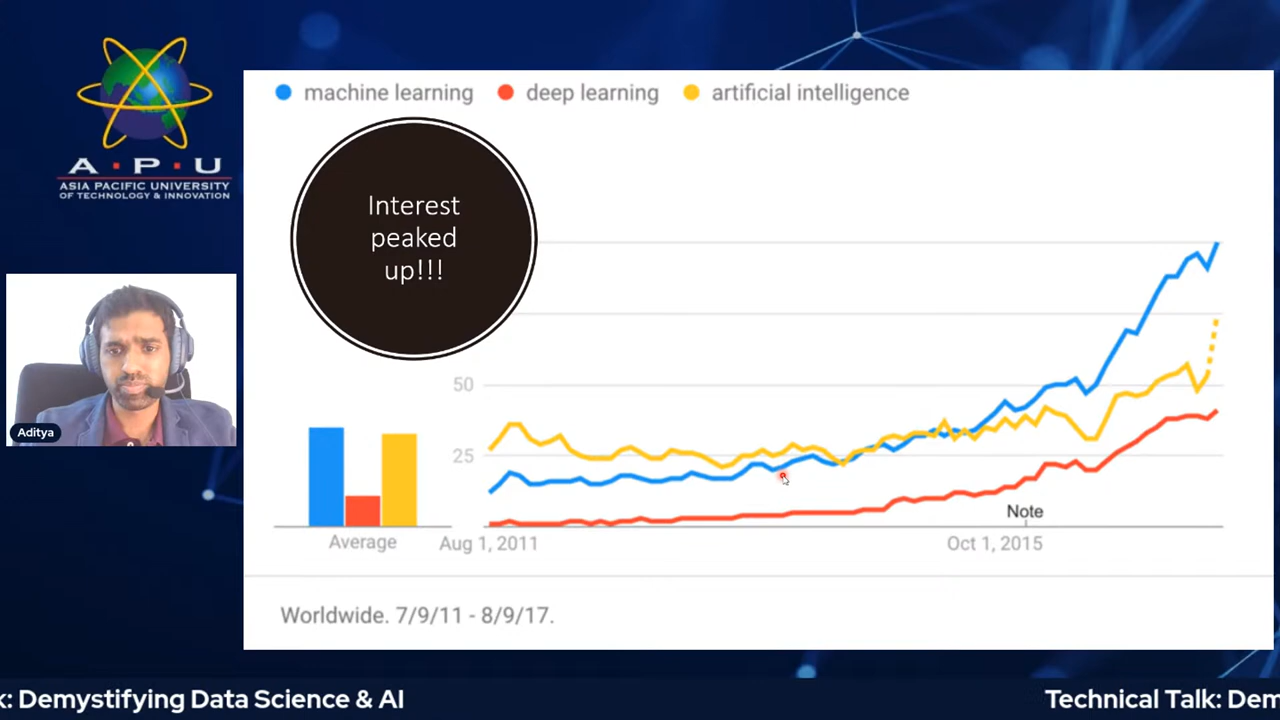 A·P·U
ASIA PACIFIC UNIVERSITY
OF TECHNOLOGY & INNOVATION
machine learning deep learning artificial intelligence
Interest
peaked
up!!!
50
25
Note
Average
Aug 1, 2011
Oct 1, 2015
Worldwide. 7/9/11 - 8/9/17.
Aditya
k: Demystifying Data Science & AI
Technical Talk: Dem